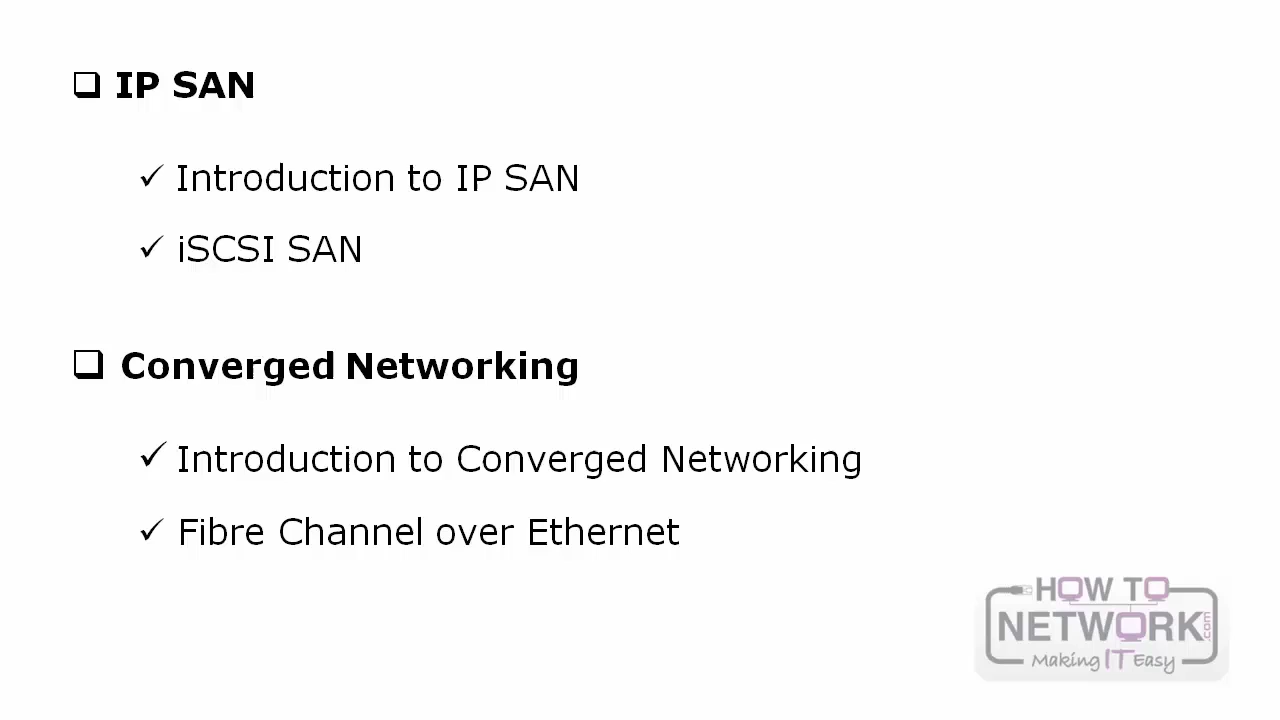 IP SAN
Introduction to IP SAN
iSCSI SAN
Converged Networking
Introduction to Converged Networking
Fibre Channel over Ethernet
HOW TO
NETWORK.com
Making IT Easy